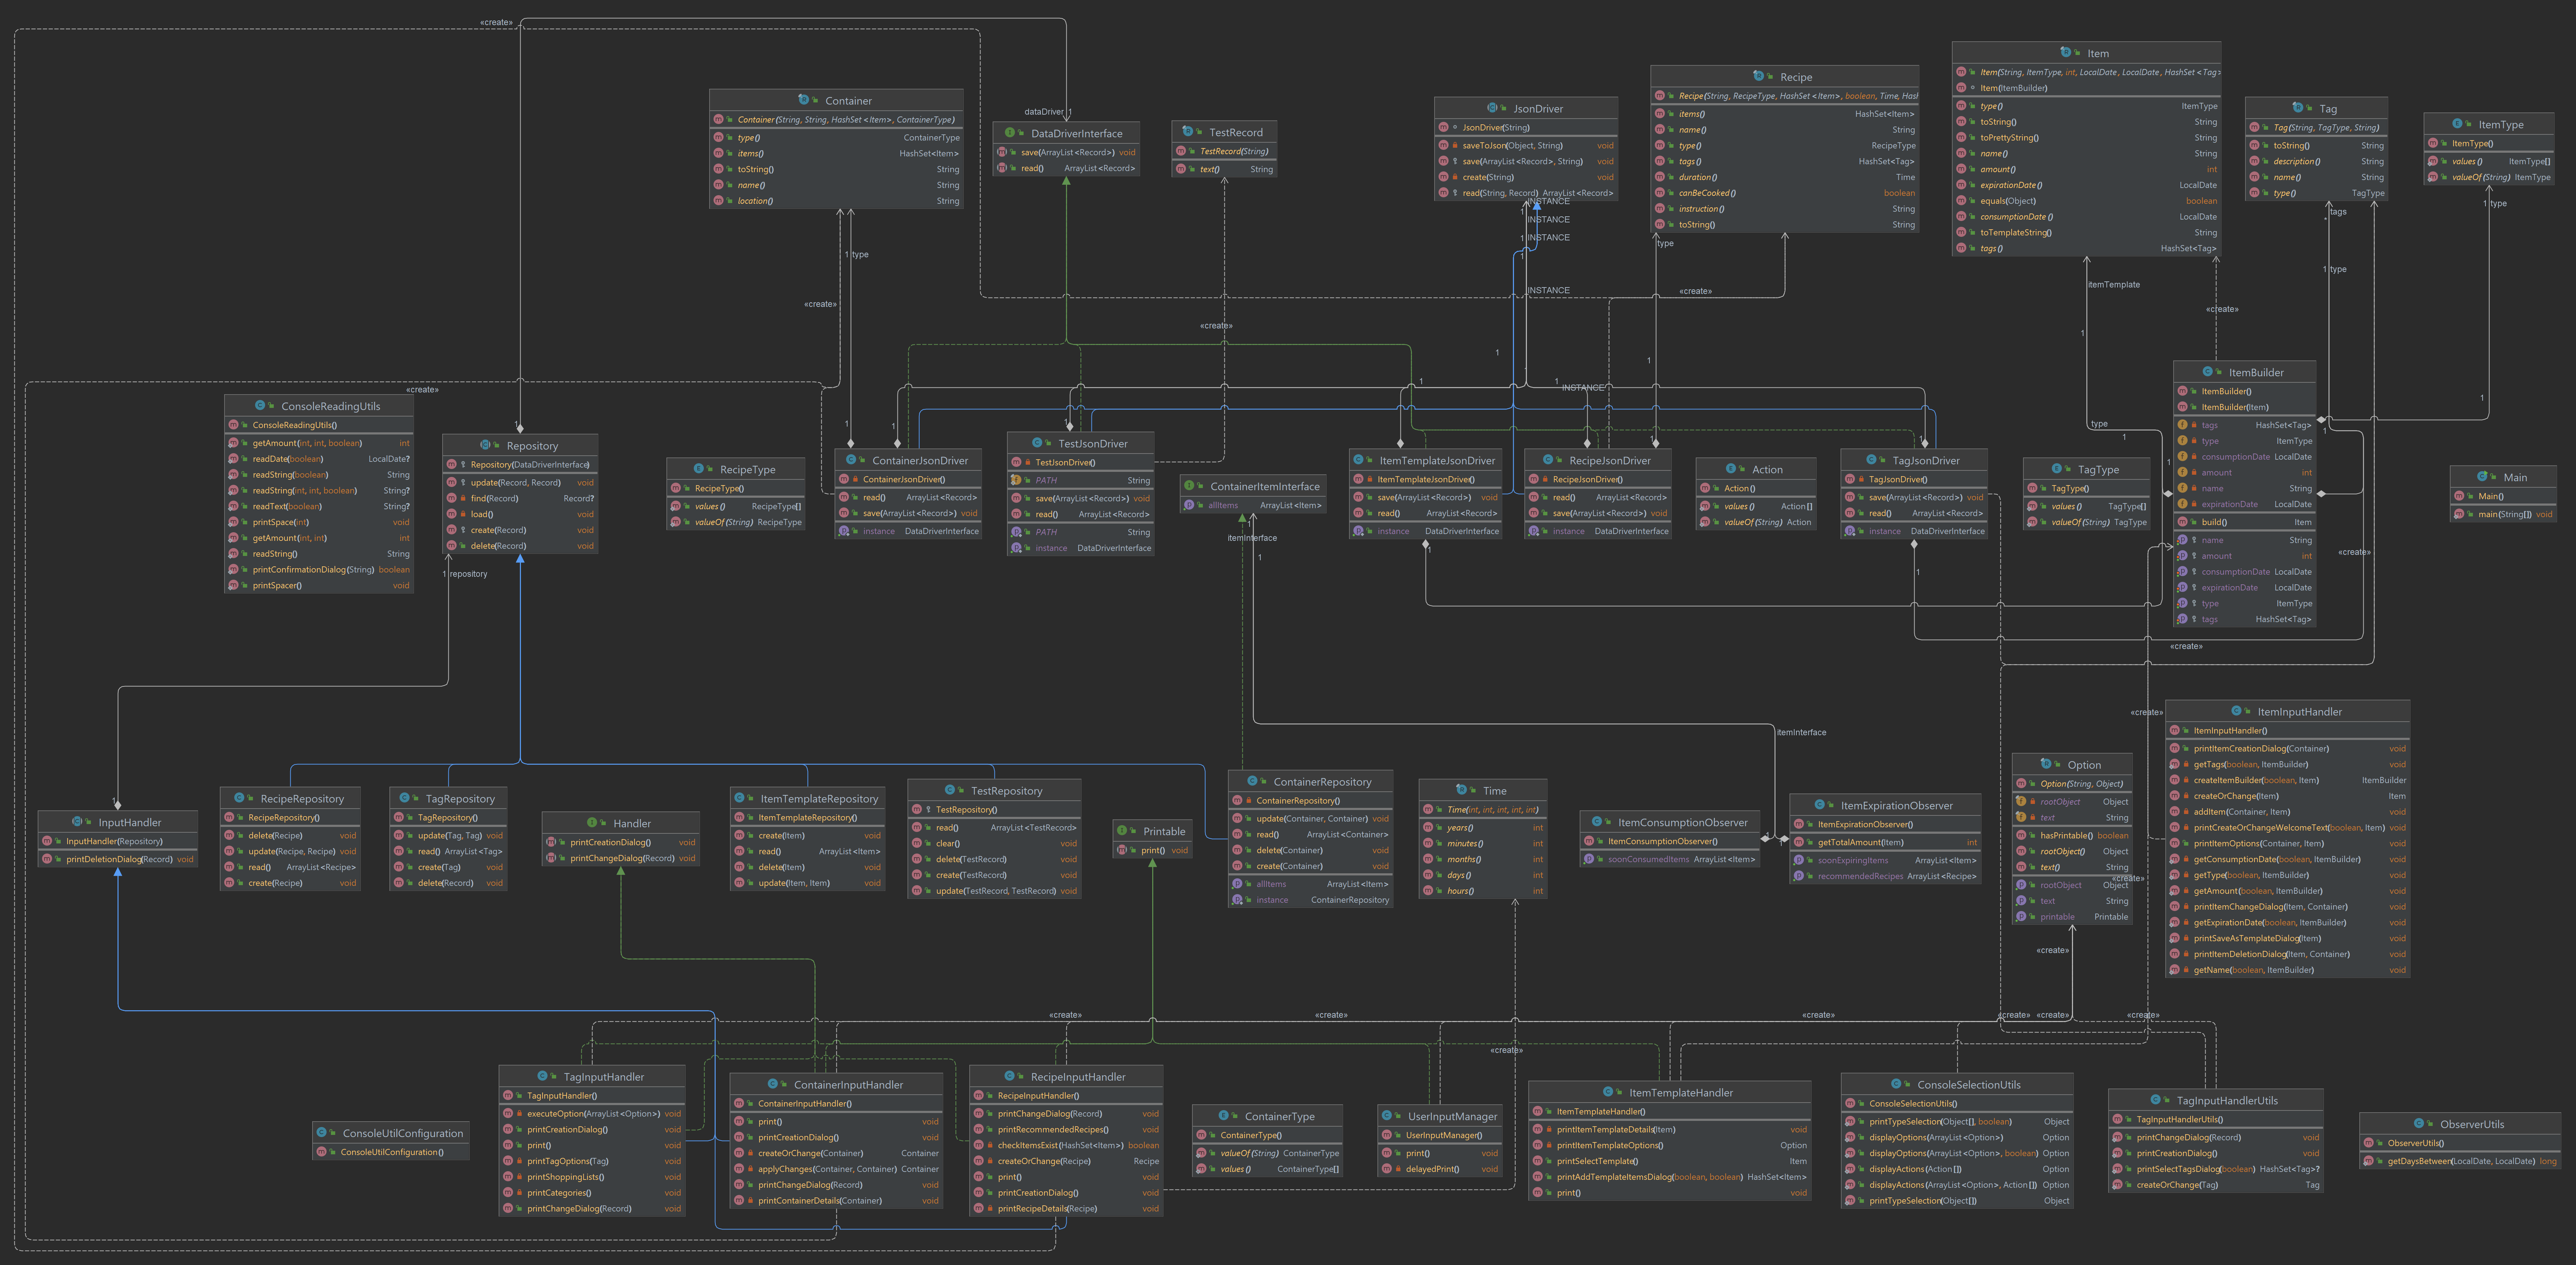 «create»
dataDriver 1
Container
Container(String, String, HashSet<Item>, ContainerType)
type() ContainerType
items() HashSet<Item>
toString() String
name() String
location() String
DataDriverInterface
save(ArrayList<Record>) void
read() ArrayList<Record>
TestRecord
TestRecord(String)
text() String
JsonDriver
JsonDriver(String)
saveToJson(Object, String) void
save(ArrayList<Record>, String) void
create(String) void
read(String, Record) ArrayList<Record>
Recipe
Recipe(String, RecipeType, HashSet<Item>, boolean, Time, Hasl
items() HashSet<Item>
name() String
type() RecipeType
tags() HashSet<Tag>
duration() Time
canBeCooked() boolean
instruction() String
toString() String
Item
Item(String, ItemType, int, LocalDate, LocalDate, HashSet<Tag>
Item(ItemBuilder)
type() ItemType
toString() String
toPrettyString() String
name() String
amount() int
expirationDate() LocalDate
equals(Object) boolean
consumptionDate() LocalDate
toTemplateString() String
tags() HashSet<Tag>
Tag
Tag(String, TagType, String)
toString() String
description() String
name() String
type() TagType
ItemType
ItemType()
values() ItemType[]
valueOf(String) ItemType
INSTANCE
1
INSTANCE
1 INSTANCE
1
INSTANCE
type
tags
*
1 type
1 type
1 type
itemTemplate
«create»
«create»
«create»
«create»
1
1
1
1
1
INSTANCE
«create»
1
ConsoleReadingUtils
ConsoleReadingUtils()
getAmount(int, int, boolean) int
readDate(boolean) LocalDate?
readString(boolean) String
readString(int, int, boolean) String?
readText(boolean) String?
printSpace(int) void
getAmount(int, int) int
readString() String
printConfirmationDialog(String) boolean
printSpacer() void
Repository
Repository(DataDriverInterface)
update(Record, Record) void
find(Record) Record?
load() void
create(Record) void
delete(Record) void
RecipeType
RecipeType()
values() RecipeType[]
valueOf(String) RecipeType
ContainerJsonDriver
ContainerJsonDriver()
read() ArrayList<Record>
save(ArrayList<Record>) void
instance DataDriverInterface
TestJsonDriver
TestJsonDriver()
PATH String
save(ArrayList<Record>) void
read() ArrayList<Record>
PATH String
instance DataDriverInterface
ContainerItemInterface
allItems ArrayList<Item>
itemInterface
1
ItemTemplateJsonDriver
ItemTemplateJsonDriver()
save(ArrayList<Record>) void
read() ArrayList<Record>
instance DataDriverInterface
RecipeJsonDriver
RecipeJsonDriver()
read() ArrayList<Record>
save(ArrayList<Record>) void
instance DataDriverInterface
Action
Action()
values() Action[]
valueOf(String) Action
TagJsonDriver
TagJsonDriver()
save(ArrayList<Record>) void
read() ArrayList<Record>
instance DataDriverInterface
TagType
TagType()
values() TagType[]
valueOf(String) TagType
type
1
ItemBuilder
ItemBuilder()
ItemBuilder(Item)
tags HashSet<Tag>
type ItemType
consumptionDate LocalDate
amount int
name String
expirationDate LocalDate
build() Item
name String
amount int
consumptionDate LocalDate
expirationDate LocalDate
type ItemType
tags HashSet<Tag>
Main
Main()
main(String[]) void
1 repository
1
«create»
«create»
«create»
itemInterface
InputHandler
InputHandler(Repository)
printDeletionDialog(Record) void
RecipeRepository
RecipeRepository()
delete(Recipe) void
update(Recipe, Recipe) void
read() ArrayList<Recipe>
create(Recipe) void
TagRepository
TagRepository()
update(Tag, Tag) void
read() ArrayList<Tag>
create(Tag) void
delete(Record) void
Handler
printCreationDialog() void
printChangeDialog(Record) void
ItemTemplateRepository
ItemTemplateRepository()
create(Item) void
read() ArrayList<Item>
delete(Item) void
update(Item, Item) void
TestRepository
TestRepository()
read() ArrayList<TestRecord>
clear() void
delete(TestRecord) void
create(TestRecord) void
update(TestRecord, TestRecord) void
Printable
print() void
ContainerRepository
ContainerRepository()
update(Container, Container) void
read() ArrayList<Container>
delete(Container) void
create(Container) void
allItems ArrayList<Item>
instance ContainerRepository
Time
Time(int, int, int, int, int)
years() int
minutes() int
months() int
days() int
hours() int
ItemConsumptionObserver
ItemConsumptionObserver()
soonConsumedItems ArrayList<Item>
ItemExpirationObserver
ItemExpirationObserver()
getTotalAmount(Item) int
soonExpiringItems ArrayList<Item>
recommendedRecipes ArrayList<Recipe>
Option
Option(String, Object)
rootObject Object
text String
hasPrintable() boolean
rootObject() Object
text() String
rootObject Object
text String
printable Printable
«create»
«create»
ItemInputHandler
ItemInputHandler()
printItemCreationDialog(Container) void
getTags(boolean, ItemBuilder) void
createItemBuilder(boolean, Item) ItemBuilder
createOrChange(Item) Item
addItem(Container, Item) void
printCreateOrChangeWelcomeText(boolean, Item) void
printItemOptions(Container, Item) void
getConsumptionDate(boolean, ItemBuilder) void
getType(boolean, ItemBuilder) void
getAmount(boolean, ItemBuilder) void
printItemChangeDialog(Item, Container) void
getExpirationDate(boolean, ItemBuilder) void
printSaveAsTemplateDialog(Item) void
printItemDeletionDialog(Item, Container) void
getName(boolean, ItemBuilder) void
«create» «create» «create» «create» «create» «create» «create»
«create»
ConsoleUtilConfiguration
ConsoleUtilConfiguration()
TagInputHandler
TagInputHandler()
executeOption(ArrayList<Option>) void
printCreationDialog() void
print() void
printTagOptions(Tag) void
printShoppingLists() void
printCategories() void
printChangeDialog(Record) void
ContainerInputHandler
ContainerInputHandler()
print() void
printCreationDialog() void
createOrChange(Container) Container
applyChanges(Container, Container) Container
printChangeDialog(Record) void
printContainerDetails(Container) void
RecipeInputHandler
RecipeInputHandler()
printChangeDialog(Record) void
printRecommendedRecipes() void
checkItemsExist(HashSet<Item>) boolean
createOrChange(Recipe) Recipe
print() void
printCreationDialog() void
printRecipeDetails(Recipe) void
ContainerType
ContainerType()
valueOf(String) ContainerType
values() ContainerType[]
UserInputManager
UserInputManager()
print() void
delayedPrint() void
ItemTemplateHandler
ItemTemplateHandler()
printItemTemplateDetails(Item) void
printItemTemplateOptions() Option
printSelectTemplate() Item
printAddTemplateItemsDialog(boolean, boolean) HashSet<Item>
print() void
ConsoleSelectionUtils
ConsoleSelectionUtils()
printTypeSelection(Object[], boolean) Object
displayOptions(ArrayList<Option>) Option
displayOptions(ArrayList<Option>, boolean) Option
displayActions(Action[]) Option
displayActions(ArrayList<Option>, Action[]) Option
printTypeSelection(Object[]) Object
TagInputHandlerUtils
TagInputHandlerUtils()
printChangeDialog(Record) void
printCreationDialog() void
printSelectTagsDialog(boolean) HashSet<Tag>?
createOrChange(Tag) Tag
ObserverUtils
ObserverUtils()
getDaysBetween(LocalDate, LocalDate) long